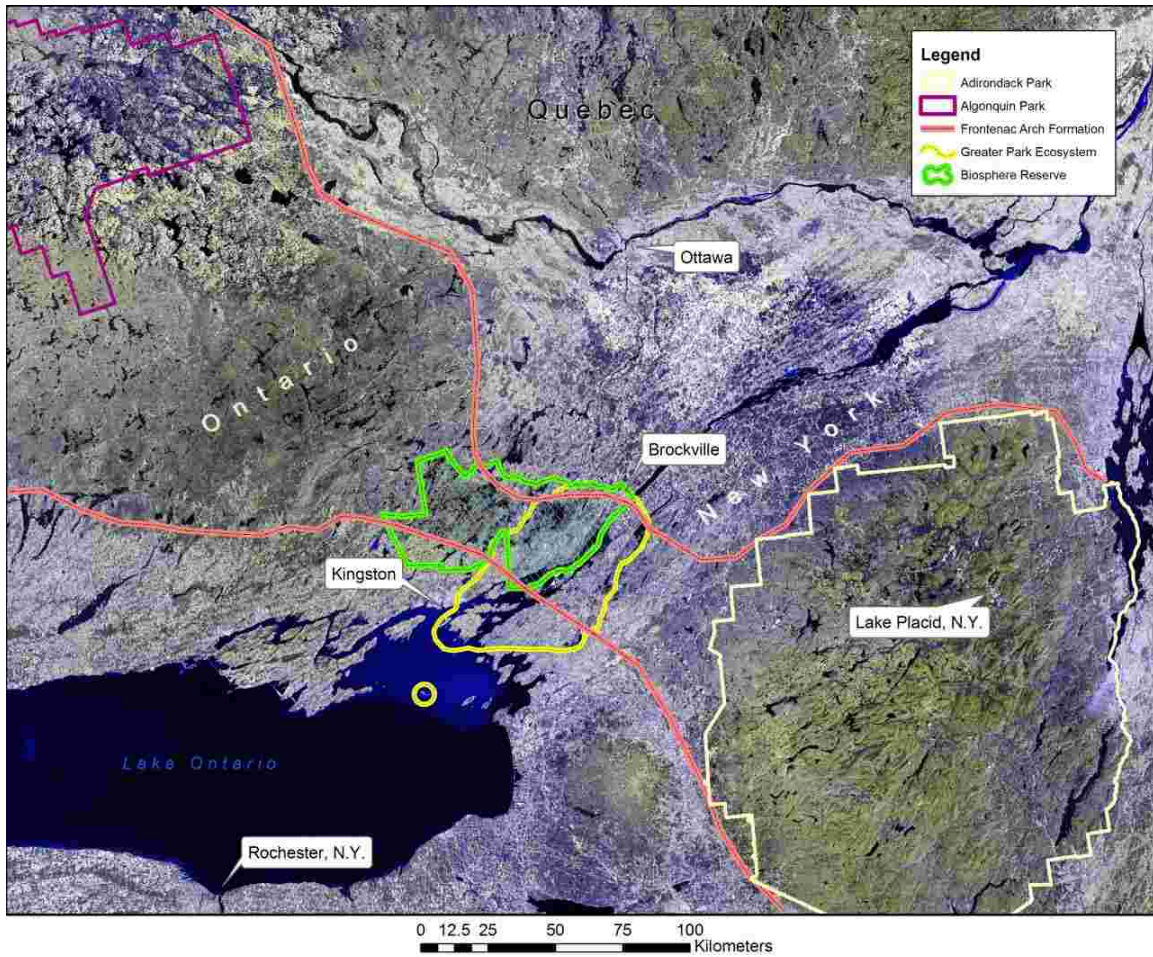 Legend
Adirondack Park
Algonquin Park
Frontenac Arch Formation
Greater Park Ecosystem
Biosphere Reserve
Quebec
Ottawa
Ontario
Brockville
New York
Kingston
Lake Placid, N.Y.
Lake Ontario
Rochester, N.Y.
0 12.5 25 50 75 100
Kilometers